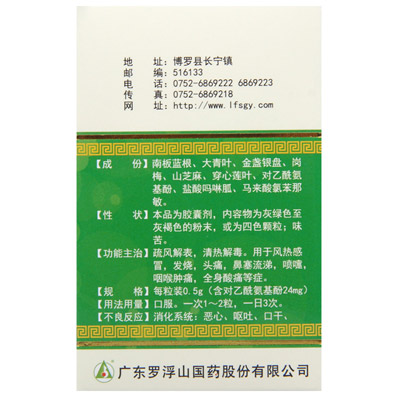 地　址：博罗县长宁镇
邮　编：516133
电　话：0752-6869222 6869223
传　真：0752-6869218
网　址：http://www.lfsgy.com
【成　份】南板蓝根、大青叶、金盏银盘、岗
梅、山芝麻、穿心莲叶、对乙酰氨
基酚、盐酸吗啉胍、马来酸氯苯那
敏。
【性　状】本品为胶囊剂，内容物为灰绿色至
灰褐色的粉末，或为四色颗粒；味
苦。
【功能主治】疏风解表，清热解毒。用于风热感
冒，发烧，头痛，鼻塞流涕，喷嚏，
咽喉肿痛，全身酸痛等症。
【规　格】每粒装0.5g（含对乙酰氨基酚24mg）
【用法用量】口服。一次1～2粒，一日3次。
【不良反应】消化系统：恶心、呕吐、口干、
广东罗浮山国药股份有限公司